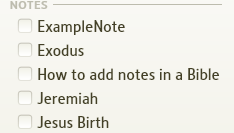 NOTES
ExampleNote
Exodus
How to add notes in a Bible
Jeremiah
Jesus Birth